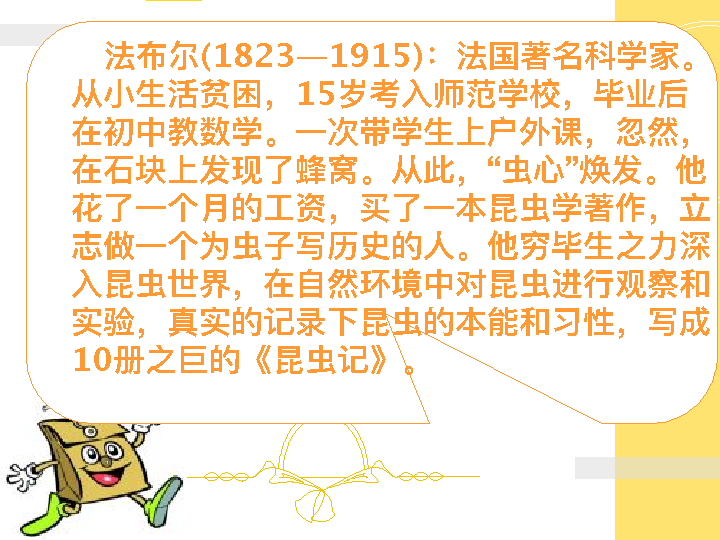 法布尔(1823—1915)：法国著名科学家。
从小生活贫困，15岁考入师范学校，毕业后
在初中教数学。一次带学生上户外课，忽然，
在石块上发现了蜂窝。从此，“虫心”焕发。他
花了一个月的工资，买了一本昆虫学著作，立
志做一个为虫子写历史的人。他穷毕生之力深
入昆虫世界，在自然环境中对昆虫进行观察和
实验，真实的记录下昆虫的本能和习性，写成
10册之巨的《昆虫记》。